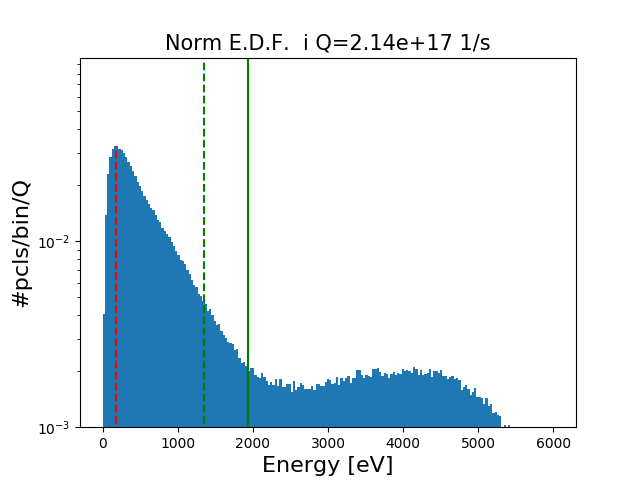 Norm E.D.F.  i Q=2.14e+17 1/s
#pcls/bin/Q
10⁻²
10⁻³
0 1000 2000 3000 4000 5000 6000
Energy [eV]